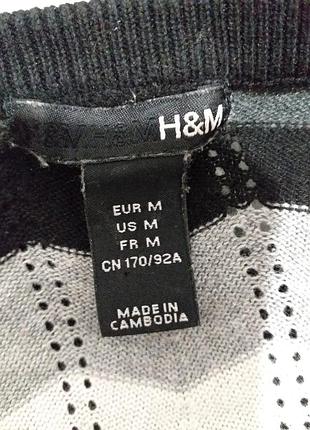 H&M H&M
EUR M
US M
FR M
CN 170/92A
MADE IN
CAMBODIA